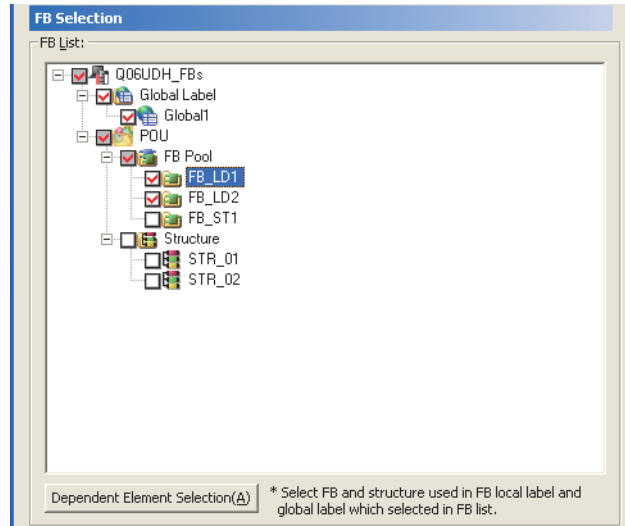 FB Selection
FB List:
Q06UDH_FBs
Global Label
Global1
POU
FB Pool
FB_LD1
FB_LD2
FB_ST1
Structure
STR_01
STR_02
Dependent Element Selection(A)
* Select FB and structure used in FB local label and
global label which selected in FB list.